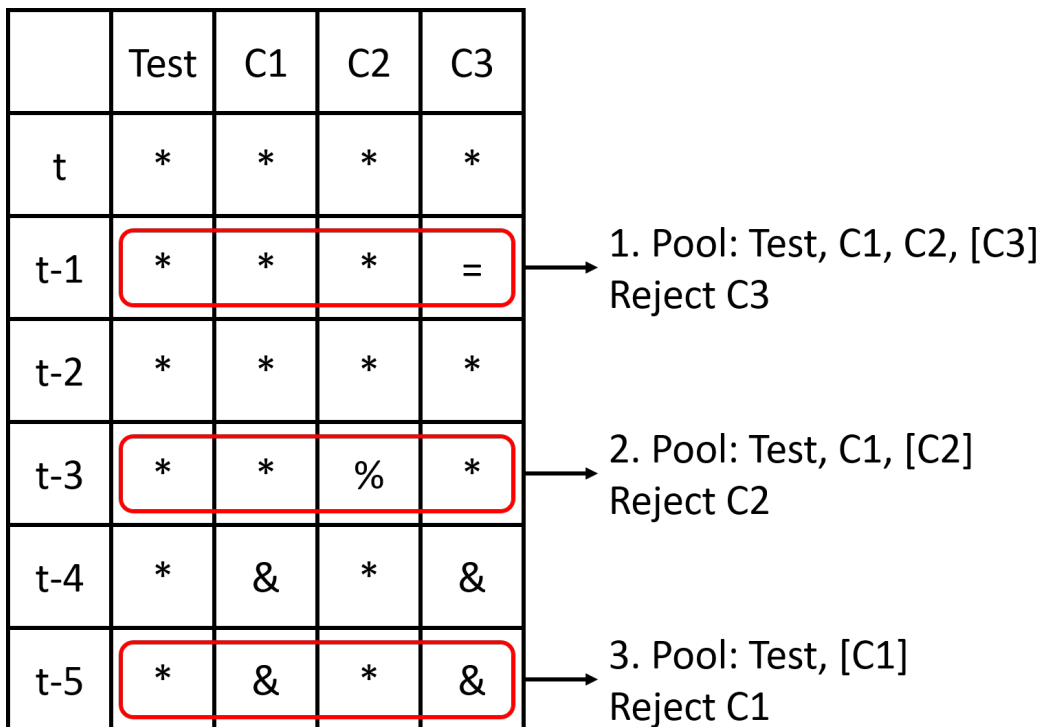 Test C1 C2 C3
t * * * *
t-1 * * * =
1. Pool: Test, C1, C2, [C3]
Reject C3
t-2 * * * *
t-3 * * % *
2. Pool: Test, C1, [C2]
Reject C2
t-4 * & * &
t-5 * & * &
3. Pool: Test, [C1]
Reject C1